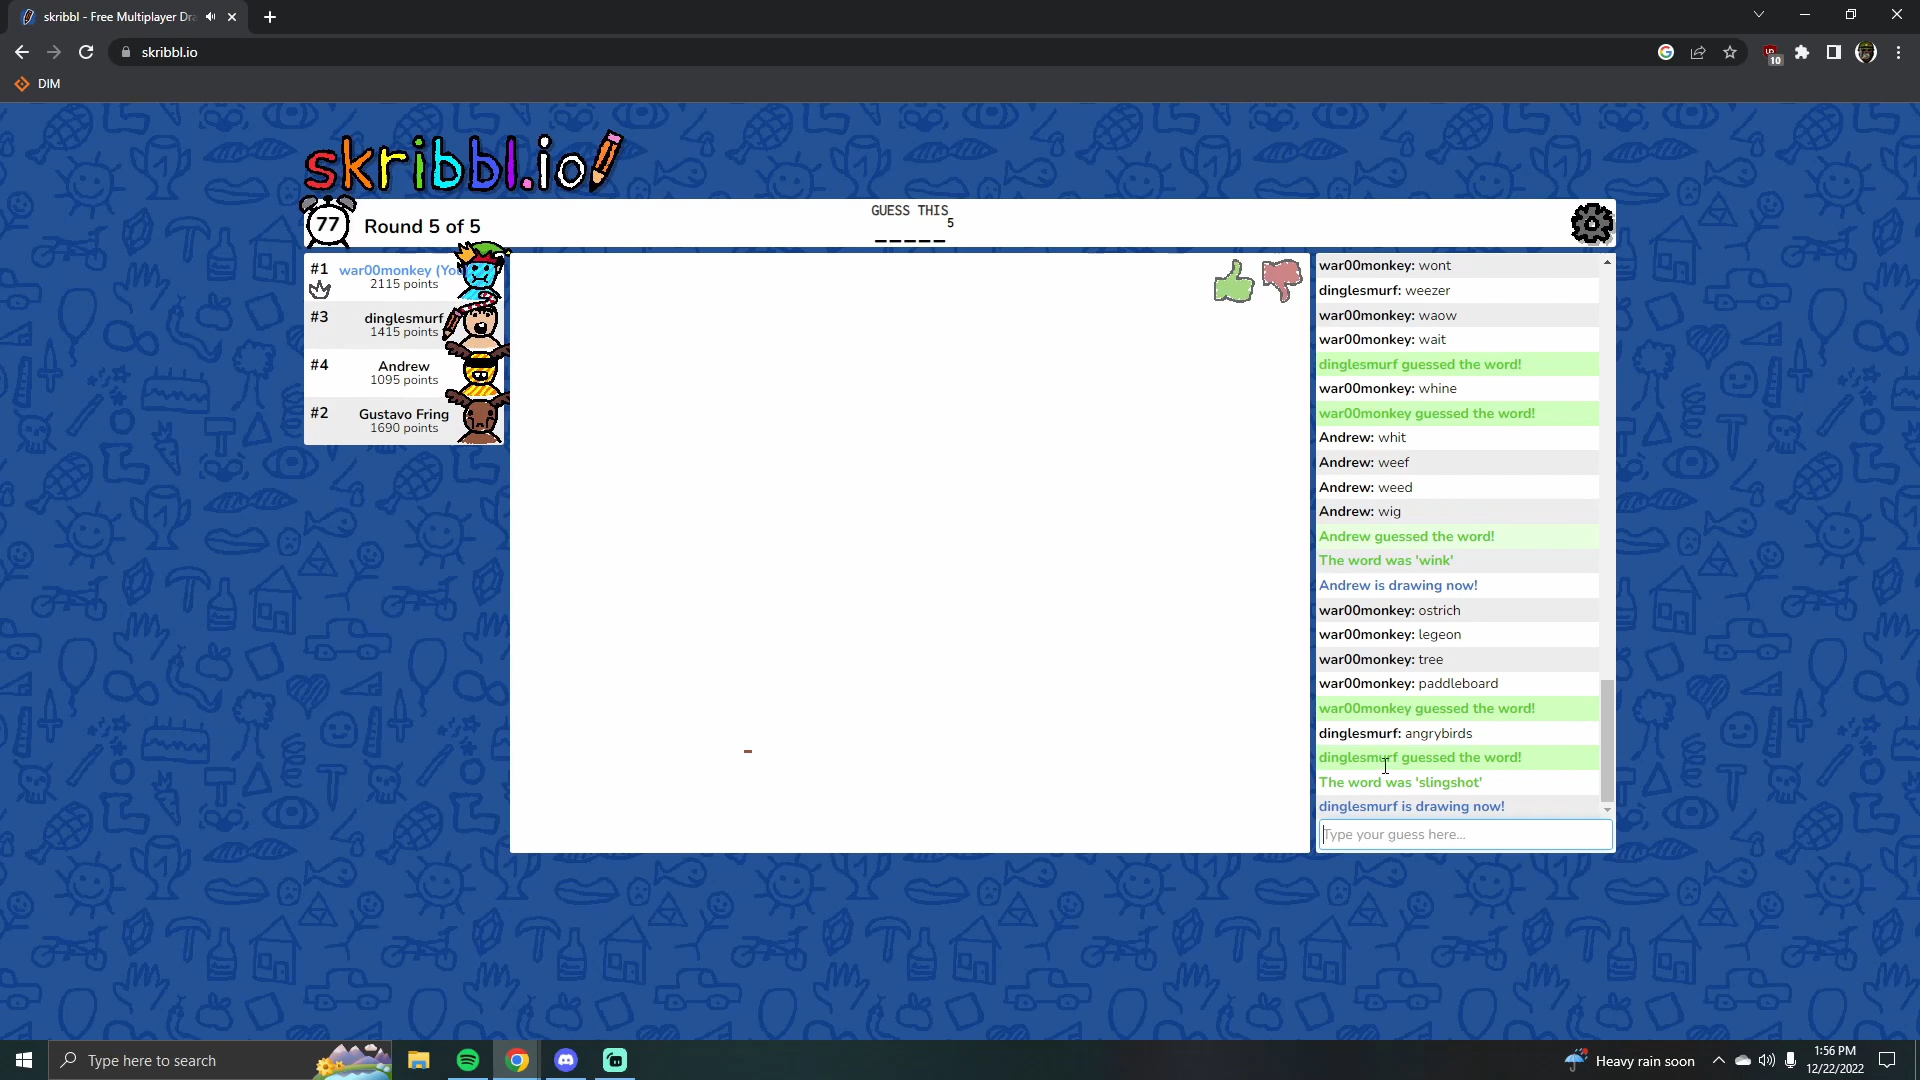 skribbl - Free Multiplayer Dra
skribbl.io
10
DIM
skribbl.io
77
Round 5 of 5
GUESS THIS
5
_ _ _ _ _
#1
war00monkey (You
2115 points
#3
dinglesmurf
1415 points
#4
Andrew
1095 points
#2
Gustavo Fring
1690 points
war00monkey: wont
dinglesmurf: weezer
war00monkey: waow
war00monkey: wait
dinglesmurf guessed the word!
war00monkey: whine
war00monkey guessed the word!
Andrew: whit
Andrew: weef
Andrew: weed
Andrew: wig
Andrew guessed the word!
The word was 'wink'
Andrew is drawing now!
war00monkey: ostrich
war00monkey: legeon
war00monkey: tree
war00monkey: paddleboard
war00monkey guessed the word!
dinglesmurf: angrybirds
dinglesmurf guessed the word!
The word was 'slingshot'
dinglesmurf is drawing now!
Type your guess here...
Type here to search
Heavy rain soon
1:56 PM
12/22/2022